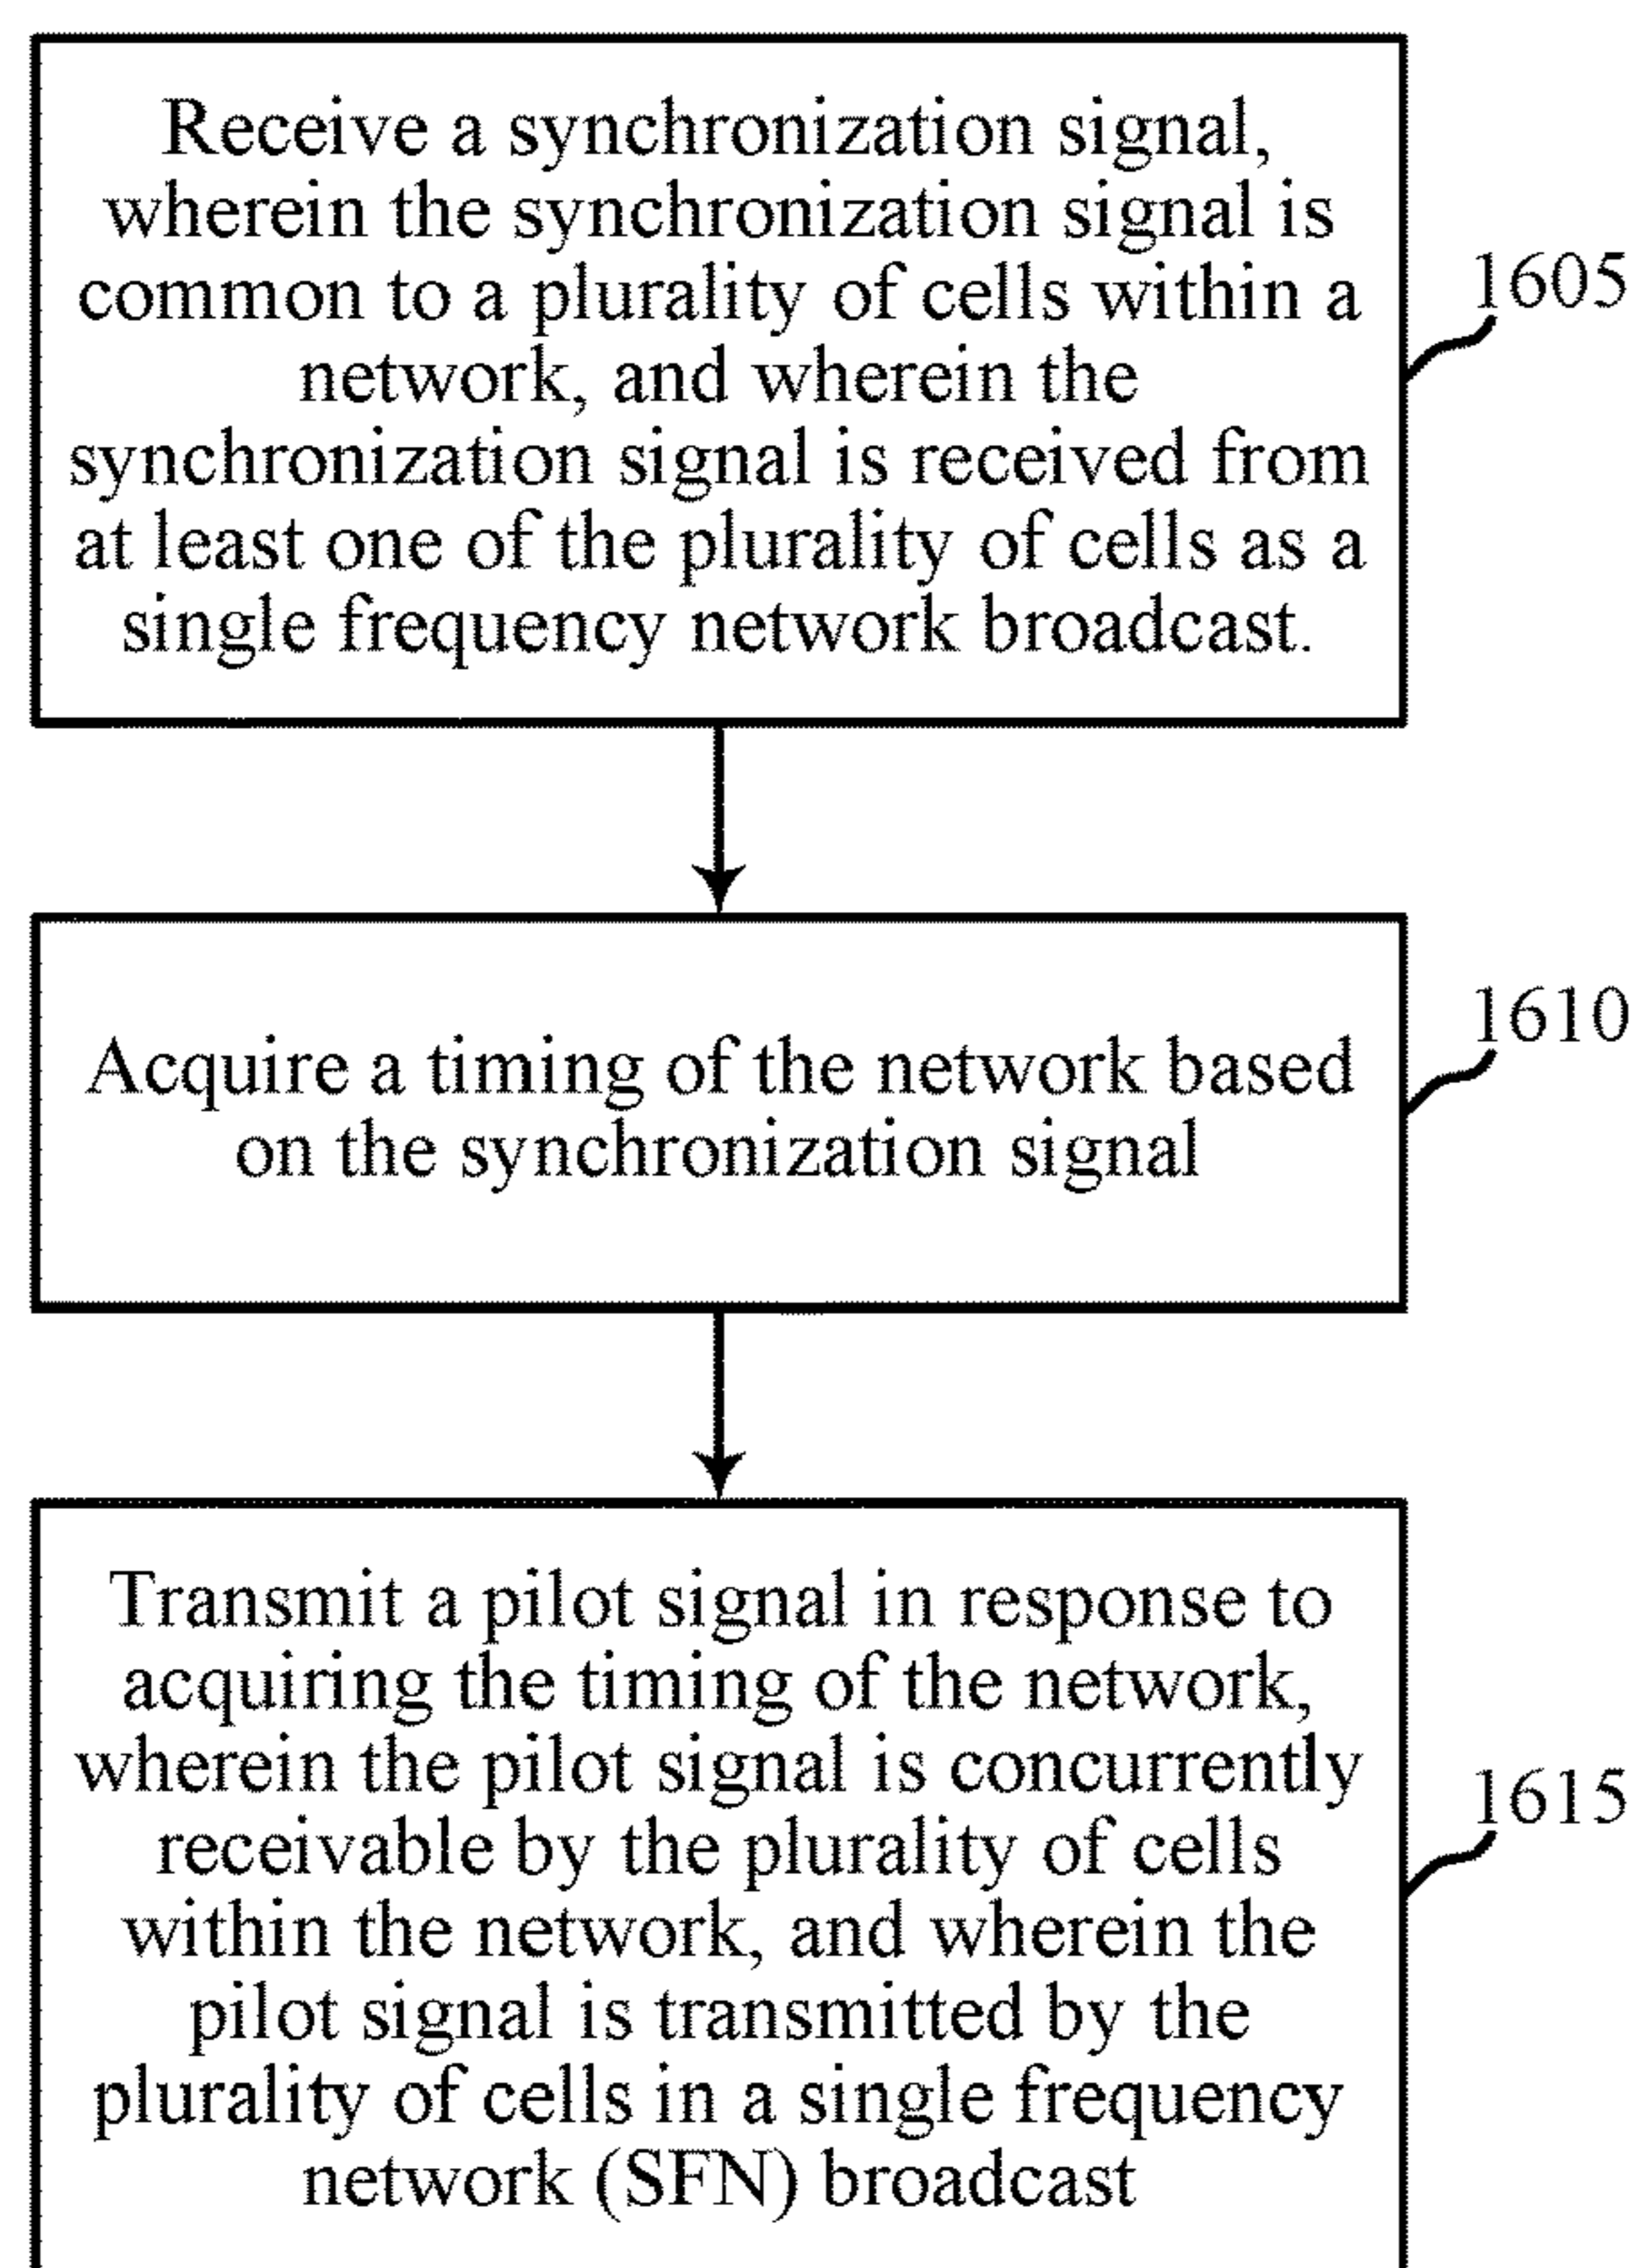 Receive a synchronization signal,
wherein the synchronization signal is
common to a plurality of cells within a
network, and wherein the
synchronization signal is received from
at least one of the plurality of cells as a
single frequency network broadcast.
1605
Acquire a timing of the network based
on the synchronization signal
1610
Transmit a pilot signal in response to
acquiring the timing of the network,
wherein the pilot signal is concurrently
receivable by the plurality of cells
within the network, and wherein the
pilot signal is transmitted by the
plurality of cells in a single frequency
network (SFN) broadcast
1615